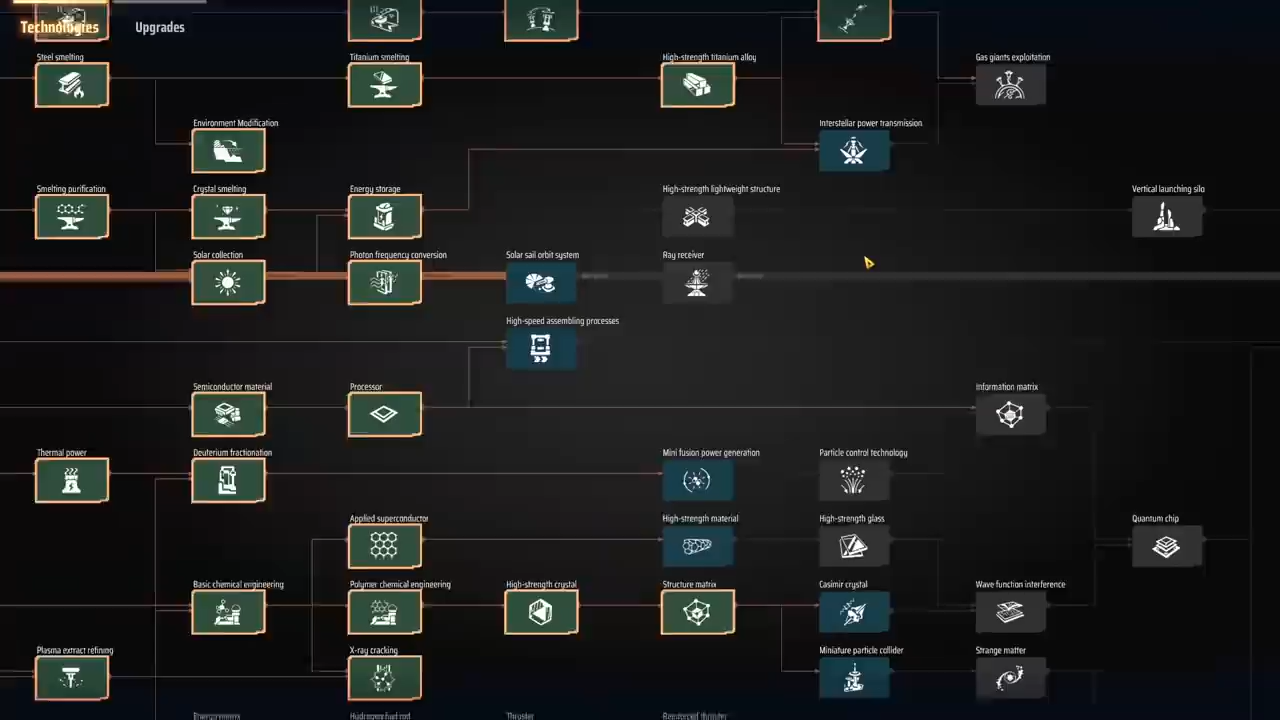 Technologies
Upgrades
Steel smelting
Titanium smelting
High-strength titanium alloy
Gas giants exploitation
Environment Modification
Interstellar power transmission
Smelting purification
Crystal smelting
Energy storage
High-strength lightweight structure
Vertical launching silo
Solar collection
Photon frequency conversion
Solar sail orbit system
Ray receiver
High-speed assembling processes
Semiconductor material
Processor
Information matrix
Thermal power
Deuterium fractionation
Mini fusion power generation
Particle control technology
Applied superconductor
High-strength material
High-strength glass
Quantum chip
Basic chemical engineering
Polymer chemical engineering
High-strength crystal
Structure matrix
Casimir crystal
Wave function interference
Plasma extract refining
X-ray cracking
Miniature particle collider
Strange matter
Hydrogen fuel rod
Thruster
Reinforced thruster